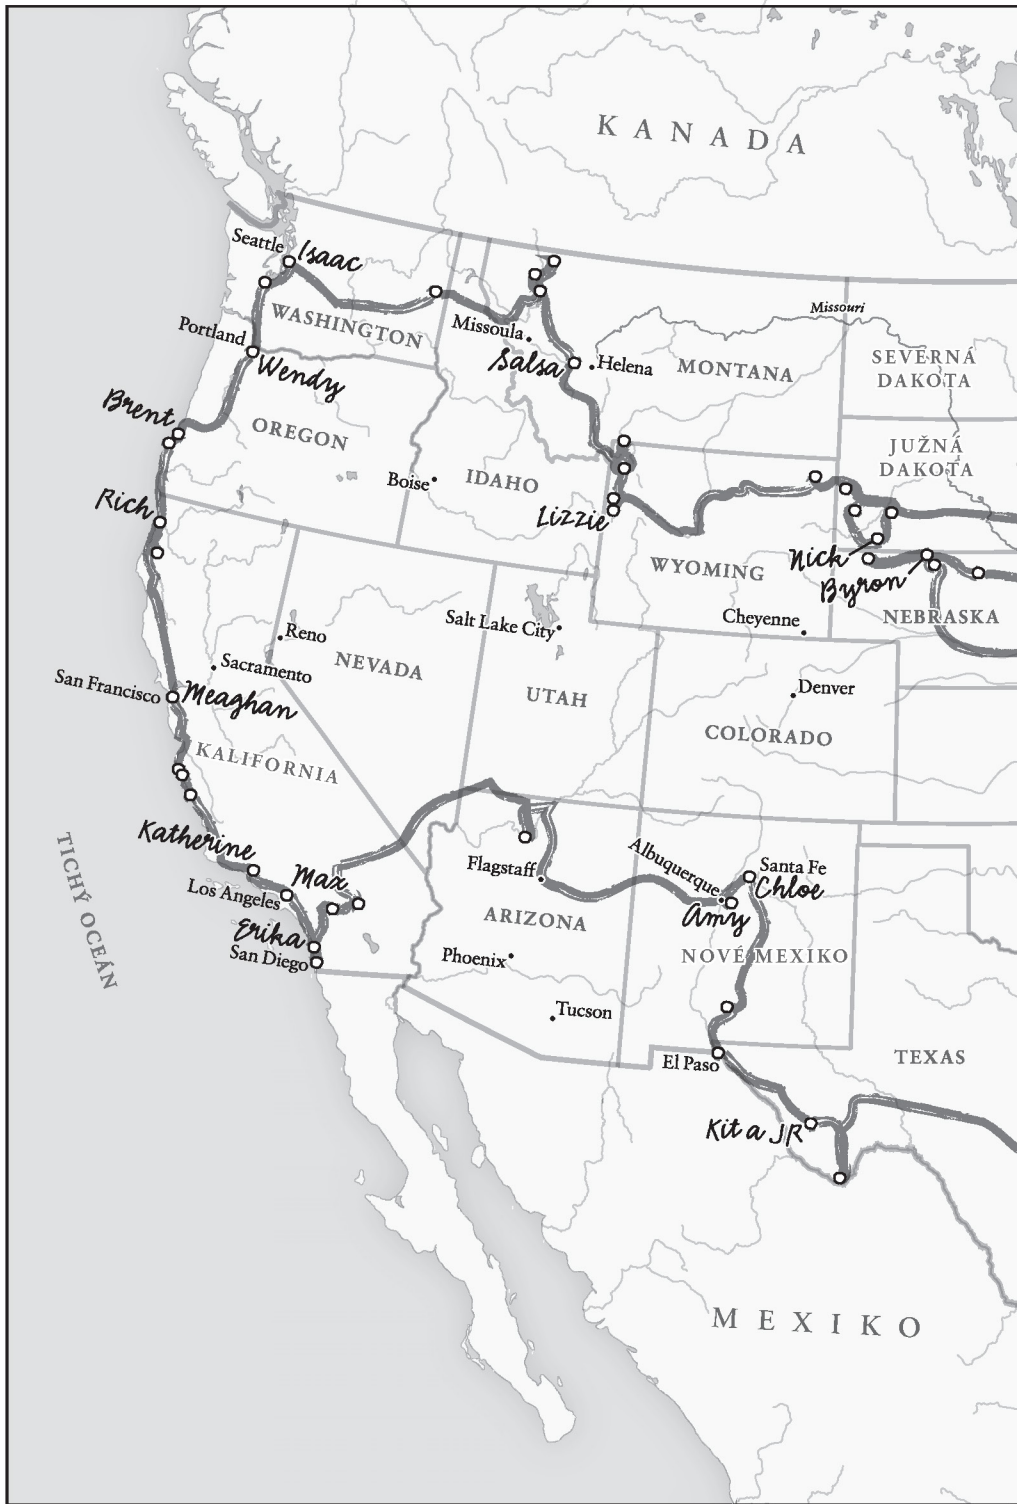 KANADA
Seattle
Isaac
WASHINGTON
Missouri
Missoula
Portland
Salsa
Helena
MONTANA
SEVERNÁ
DAKOTA
Wendy
Brent
OREGON
JUŽNÁ
DAKOTA
Boise
IDAHO
Rich
Lizzie
Nick
WYOMING
Byron
Cheyenne
NEBRASKA
Salt Lake City
Reno
Sacramento
NEVADA
San Francisco
Meaghan
UTAH
Denver
COLORADO
KALIFORNIA
Katherine
TICHÝ OCEÁN
Los Angeles
Max
Flagstaff
Albuquerque
Santa Fe
Chloe
Amy
ARIZONA
Erika
San Diego
Phoenix
NOVÉ MEXIKO
Tucson
El Paso
TEXAS
Kit a JR
MEXIKO